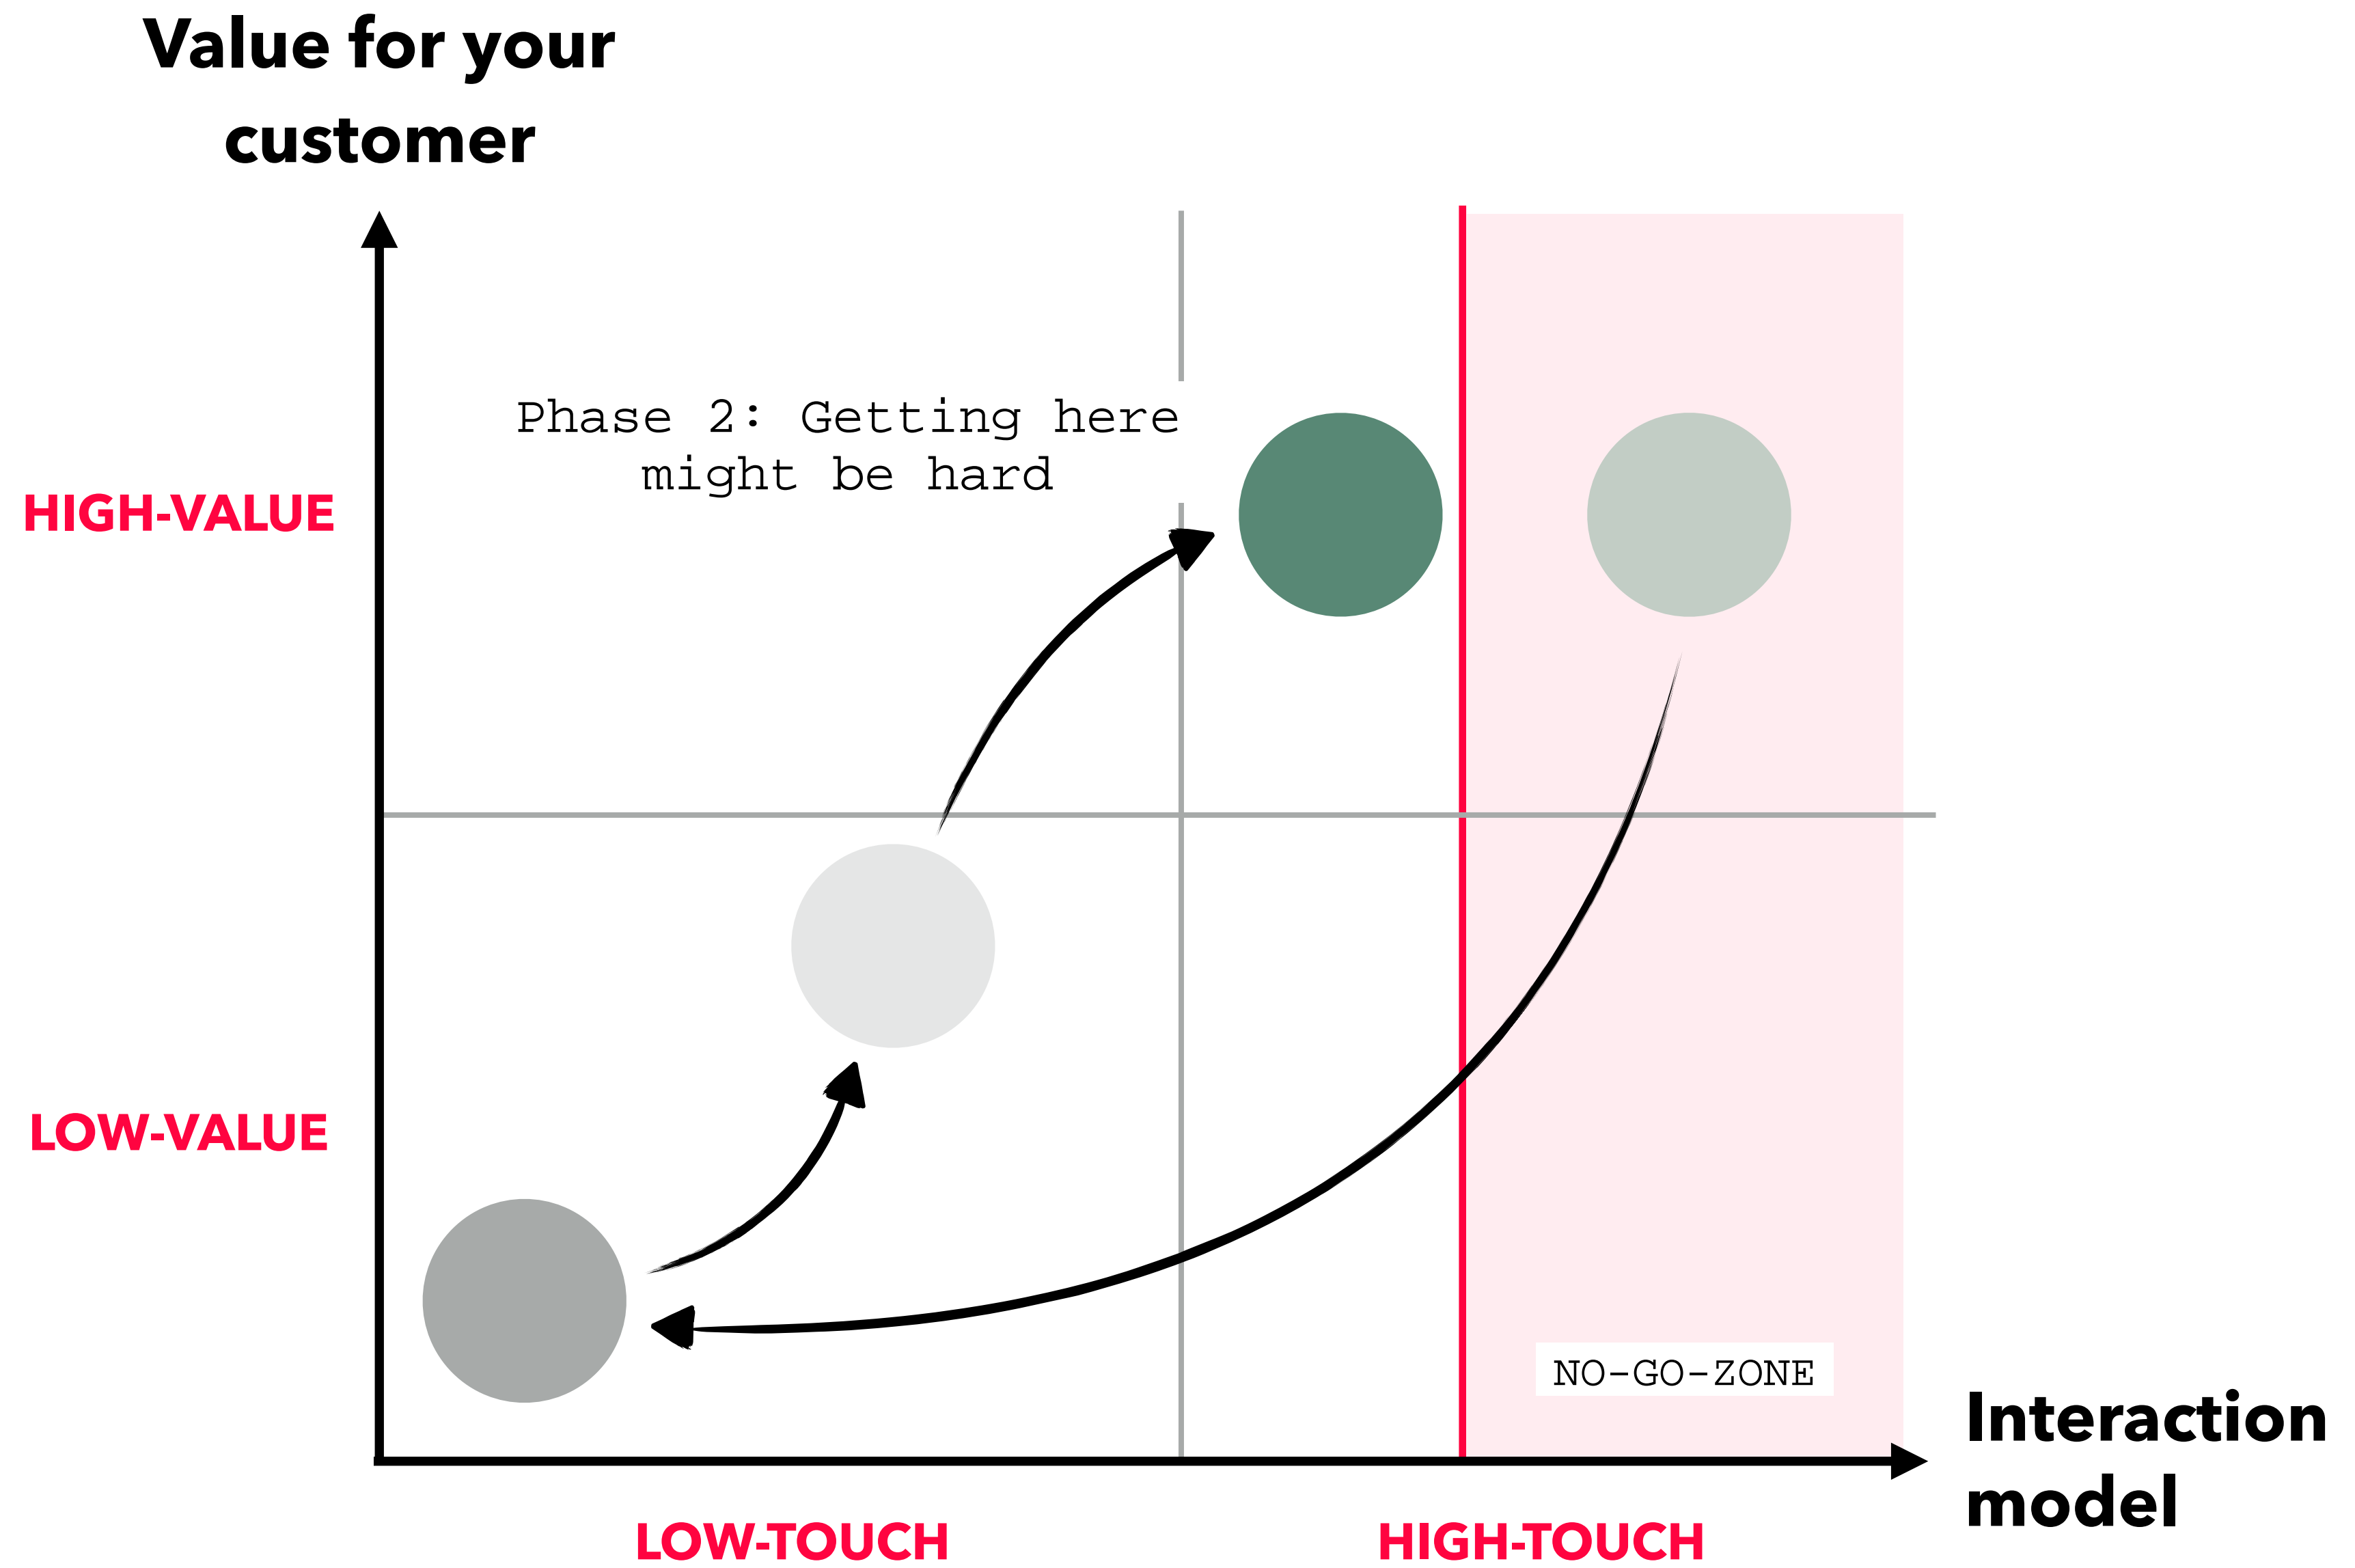 Value for your
customer
Phase 2: Getting here
might be hard
HIGH-VALUE
LOW-VALUE
NO-GO-ZONE
Interaction
model
LOW-TOUCH
HIGH-TOUCH